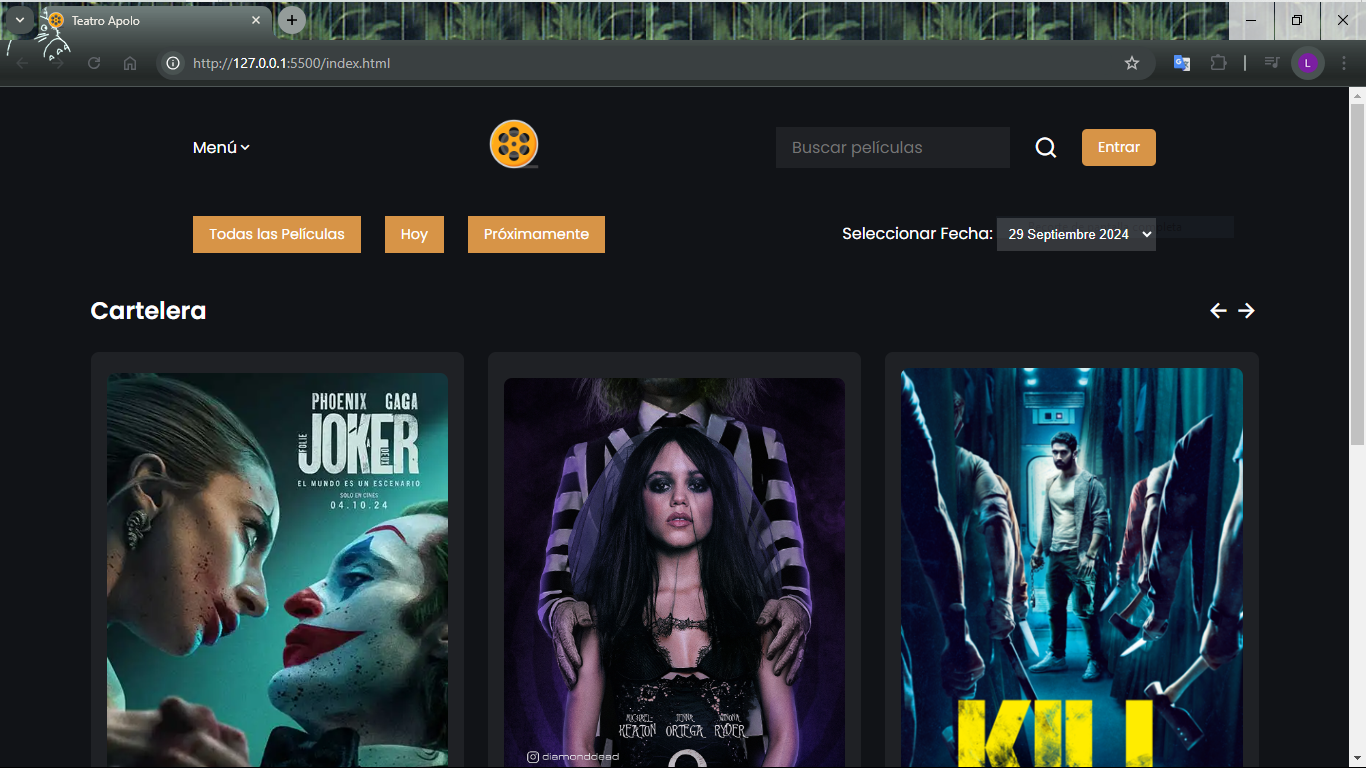 Teatro Apolo
http://127.0.0.1:5500/index.html
L
Menú
Buscar películas
Entrar
Todas las Películas
Hoy
Próximamente
Seleccionar Fecha:
29 Septiembre 2024
Cartelera
PHOENIX GAGA
JOKER
FOLIE À DEUX
EL MUNDO ES UN ESCENARIO
SOLO EN CINES
04.10.24
MICHAEL KEATON
JENNA ORTEGA
WINONA RYDER
diamonddead
KILL